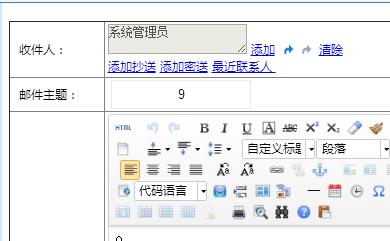 收件人： 系统管理员 添加 清除
添加抄送 添加密送 最近联系人
邮件主题： 9
HTML B I U A ABC X² X₂
自定义标题 段落
代码语言